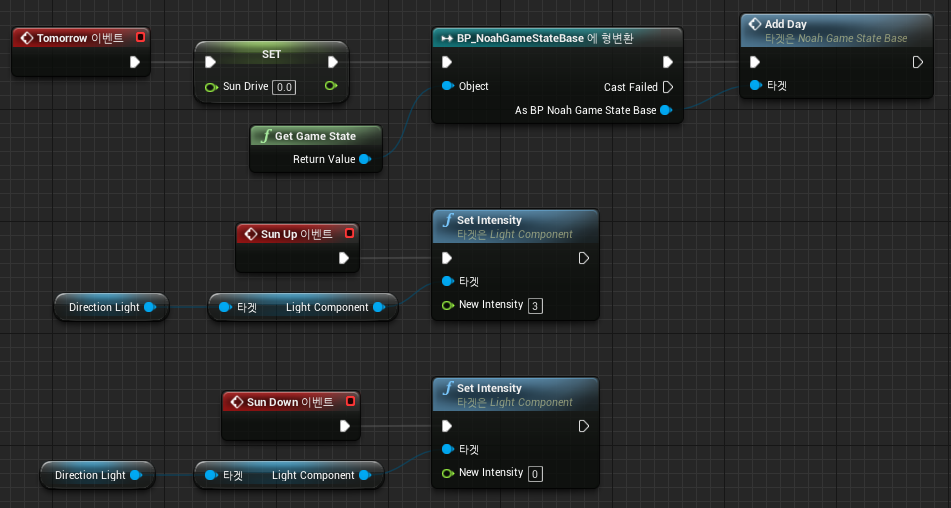 Tomorrow 이벤트
SET
Sun Drive 0.0
f Get Game State
Return Value
BP_NoahGameStateBase 에 형변환
Object
Cast Failed
As BP Noah Game State Base
Add Day
타겟은 Noah Game State Base
타겟
Sun Up 이벤트
Direction Light
타겟 Light Component
f Set Intensity
타겟은 Light Component
타겟
New Intensity 3
Sun Down 이벤트
Direction Light
타겟 Light Component
f Set Intensity
타겟은 Light Component
타겟
New Intensity 0